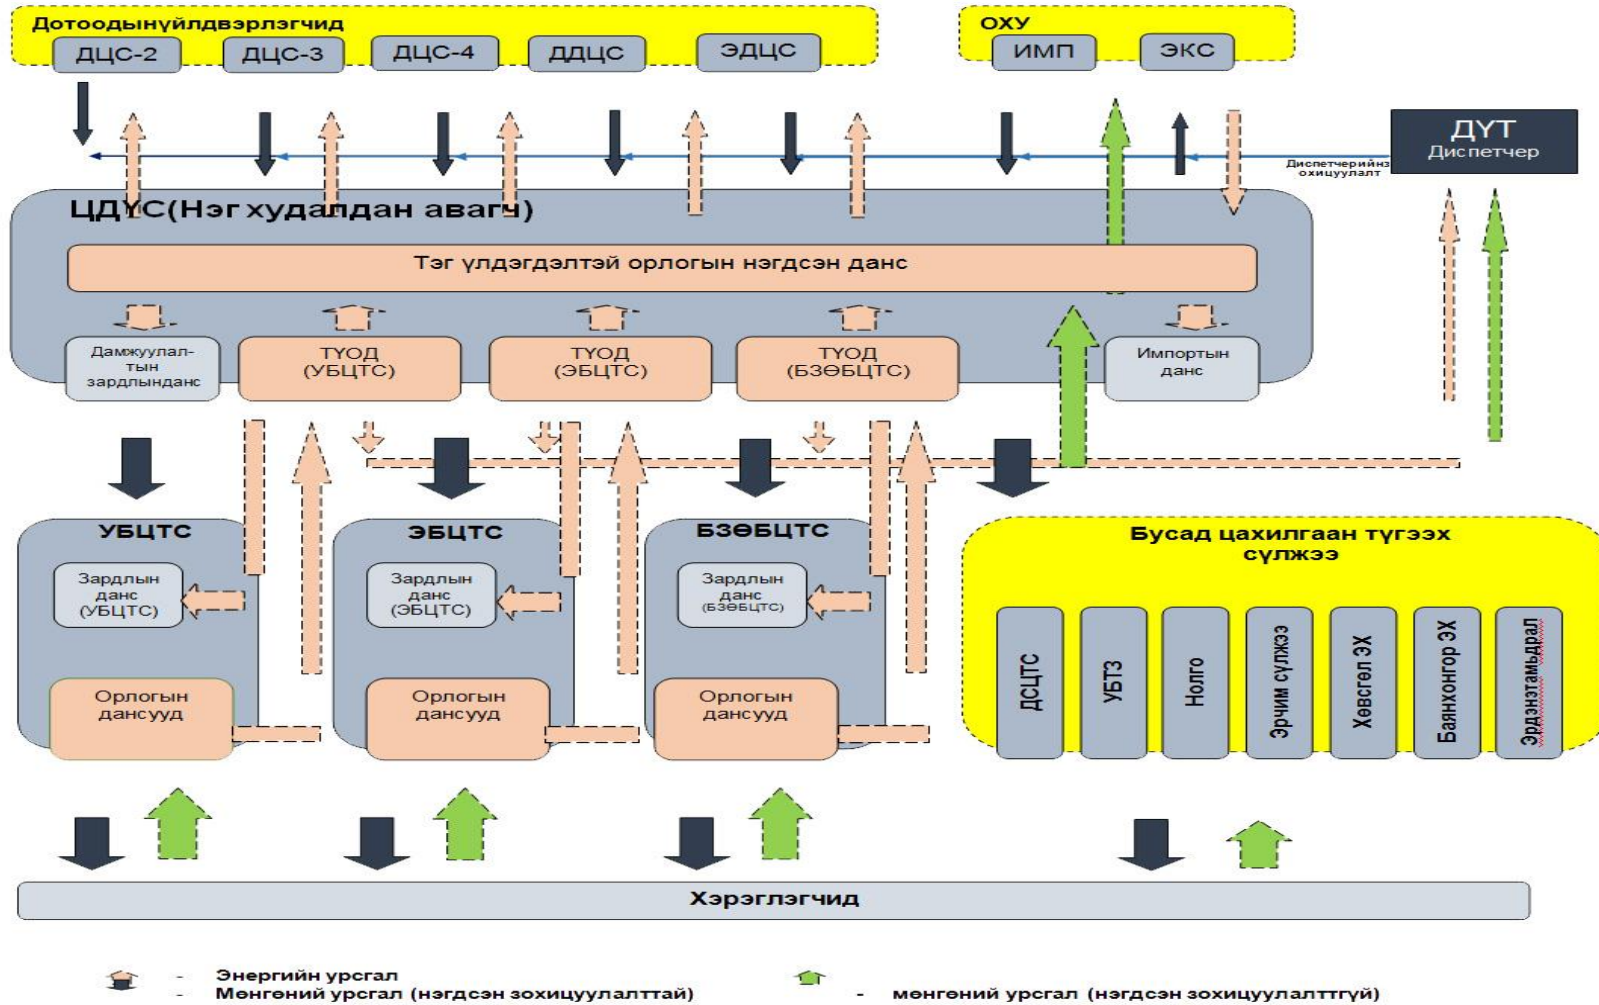 Дотоодынүйлдвэрлэгчид
ДЦС-2
ДЦС-3
ДЦС-4
ДДЦС
ЭДЦС
ОХУ
ИМП
ЭКС
ДҮТ
Диспетчер
Диспетчерийнз
охицуулалт
ЦДҮС(Нэг худалдан авагч)
Тэг үлдэгдэлтэй орлогын нэгдсэн данс
Дамжуулал-
тын
зардлынданс
ТҮОД
(УБЦТС)
ТҮОД
(ЭБЦТС)
ТҮОД
(БЗӨБЦТС)
Импортын
данс
УБЦТС
Зардлын
данс
(УБЦТС)
Орлогын
дансууд
ЭБЦТС
Зардлын
данс
(ЭБЦТС)
Орлогын
дансууд
БЗӨБЦТС
Зардлын
данс
(БЗӨБЦТС)
Орлогын
дансууд
Бусад цахилгаан түгээх
сүлжээ
ДСЦТС
УБТЗ
Нолго
Эрчим сүлжээ
Хөвсгөл ЭХ
Баянхонгор ЭХ
Эрдэнэтамьдрал
Хэрэглэгчид
- Энергийн урсгал
- Мөнгөний урсгал (нэгдсэн зохицуулалттай)
- мөнгөний урсгал (нэгдсэн зохицуулалттгүй)